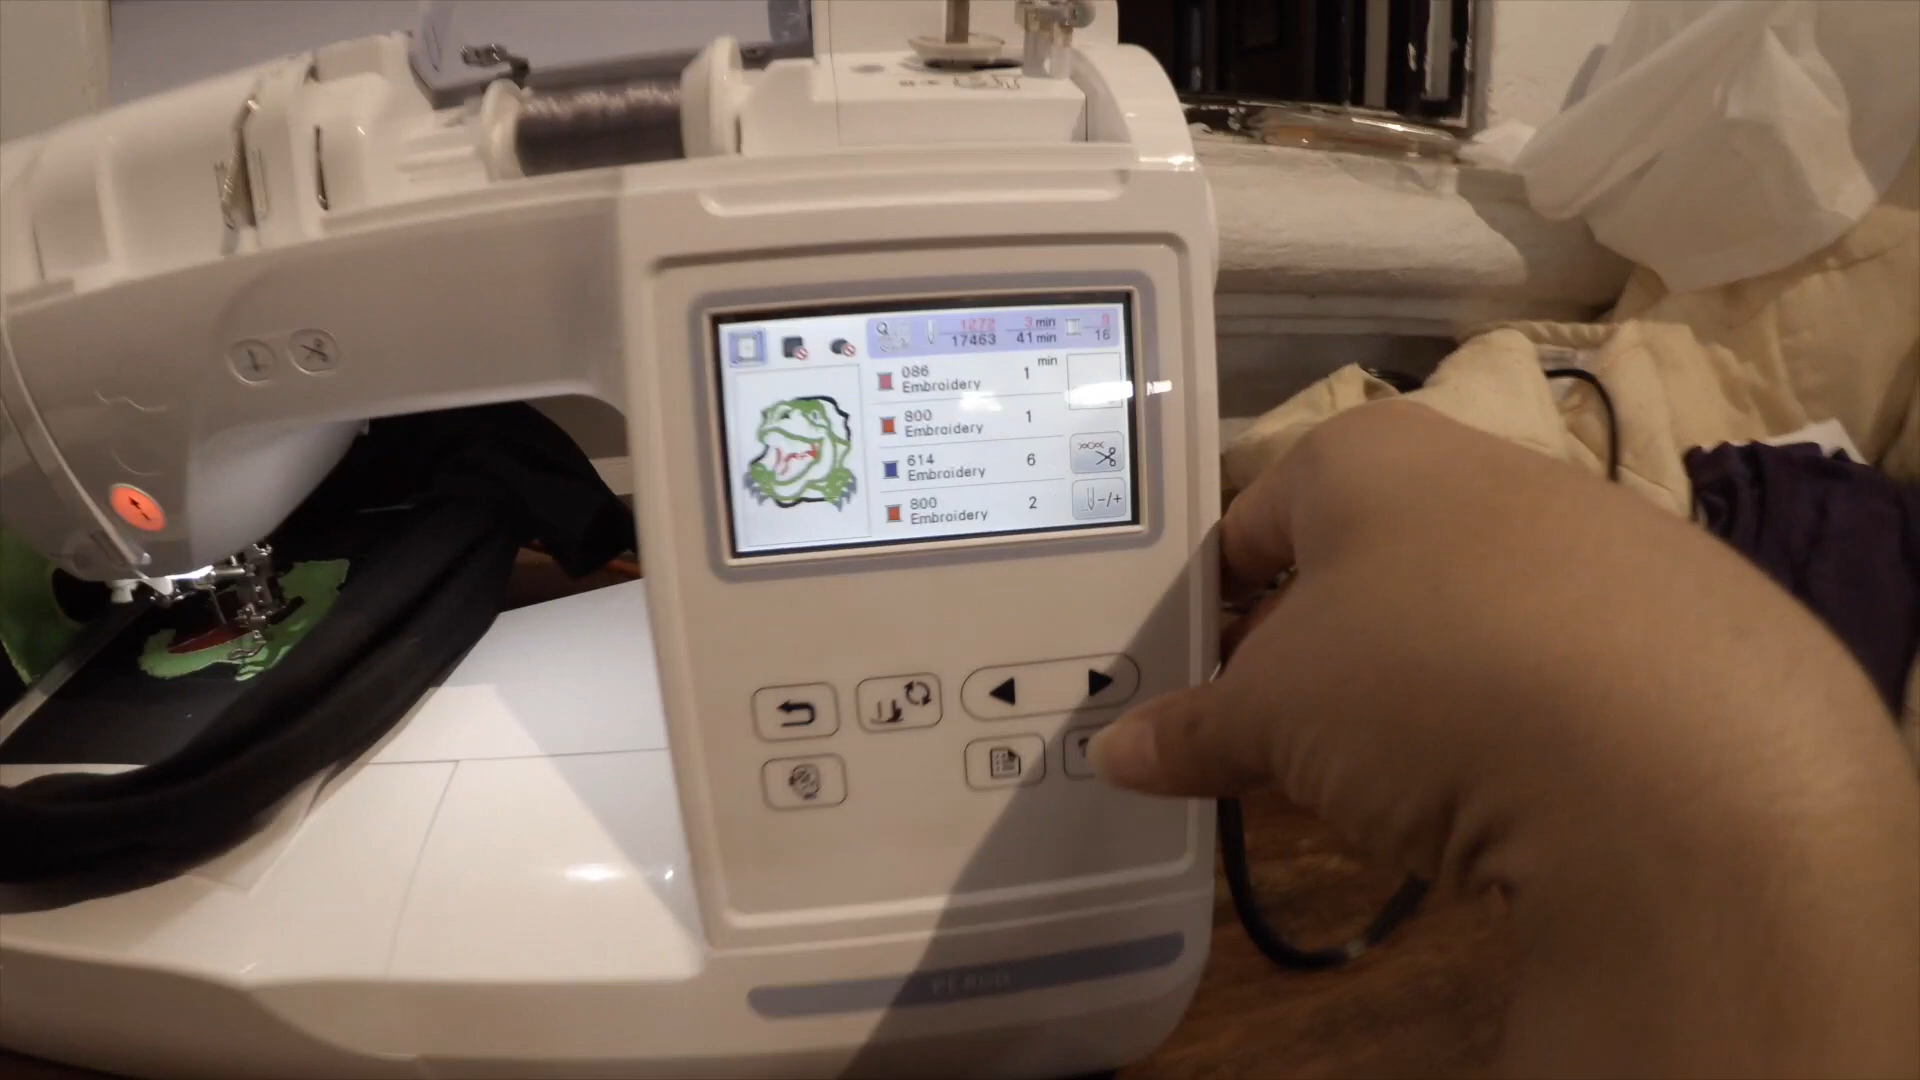 1272 3 min
17463 41 min 16
min
086 1
Embroidery
800 1
Embroidery
614 6
Embroidery
800 2
Embroidery
-/+